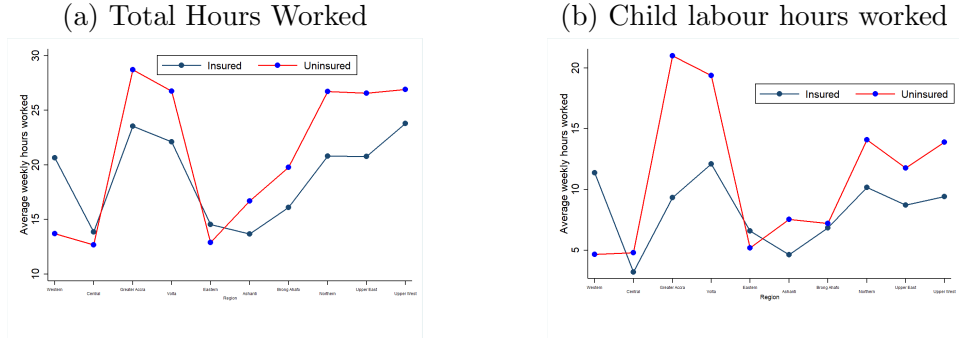 (a) Total Hours Worked
Average weekly hours worked
30
25
20
15
10
Insured
Uninsured
Western
Central
Greater Accra
Volta
Eastern
Ashanti
Brong Ahafo
Northern
Upper East
Upper West
Region
(b) Child labour hours worked
Average weekly hours worked
20
15
10
5
Insured
Uninsured
Western
Central
Greater Accra
Volta
Eastern
Ashanti
Brong Ahafo
Northern
Upper East
Upper West
Region